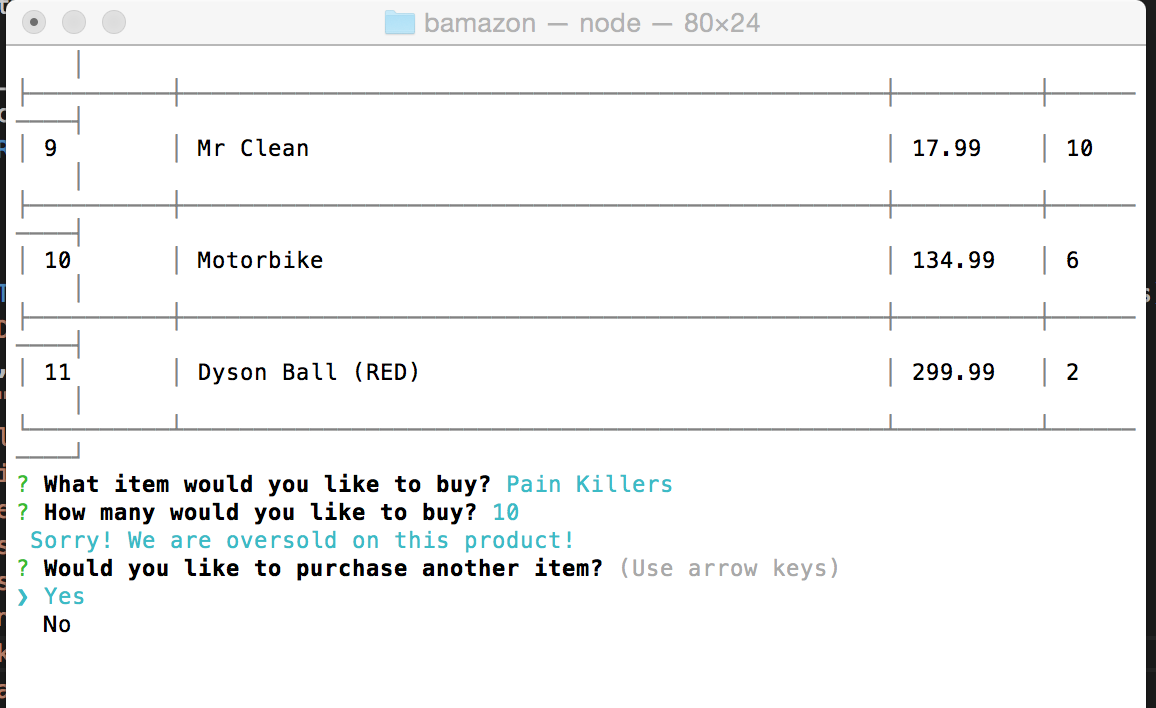 bamazon — node — 80×24
9 Mr Clean 17.99 10
10 Motorbike 134.99 6
11 Dyson Ball (RED) 299.99 2
? What item would you like to buy? Pain Killers
? How many would you like to buy? 10
Sorry! We are oversold on this product!
? Would you like to purchase another item? (Use arrow keys)
❯ Yes
No